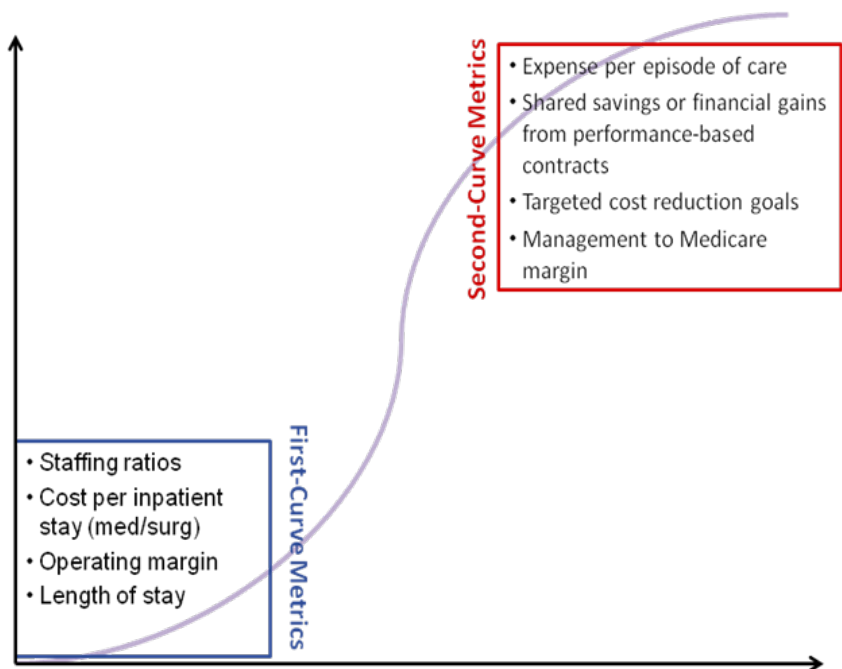 Second-Curve Metrics
• Expense per episode of care
• Shared savings or financial gains
from performance-based
contracts
• Targeted cost reduction goals
• Management to Medicare
margin
First-Curve Metrics
• Staffing ratios
• Cost per inpatient
stay (med/surg)
• Operating margin
• Length of stay